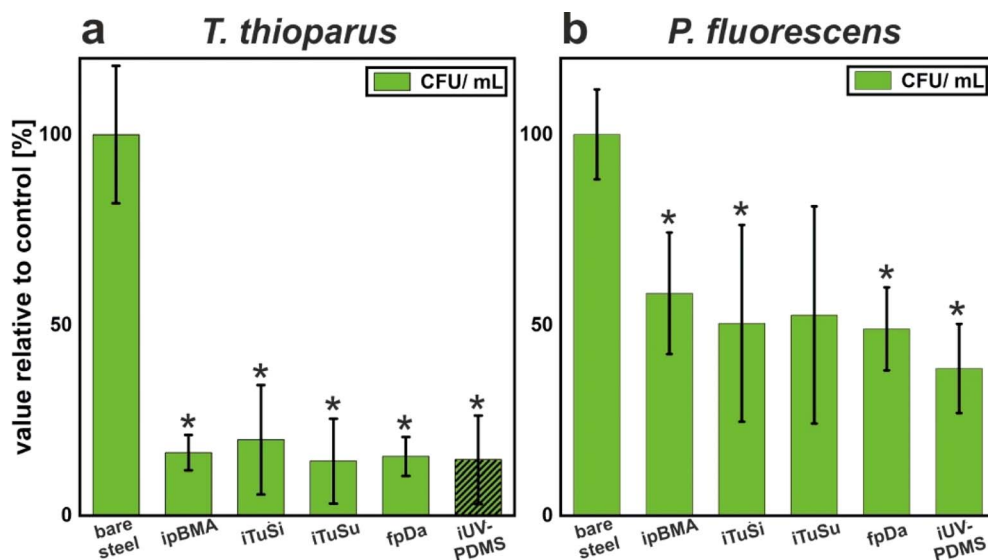 a
T. thioparus
CFU/ mL
value relative to control [%]
100
50
0
*
*
*
*
*
bare
steel
ipBMA
iTuSi
iTuSu
fpDa
iUV-
PDMS
b
P. fluorescens
CFU/ mL
100
50
0
*
*
*
*
bare
steel
ipBMA
iTuSi
iTuSu
fpDa
iUV-
PDMS